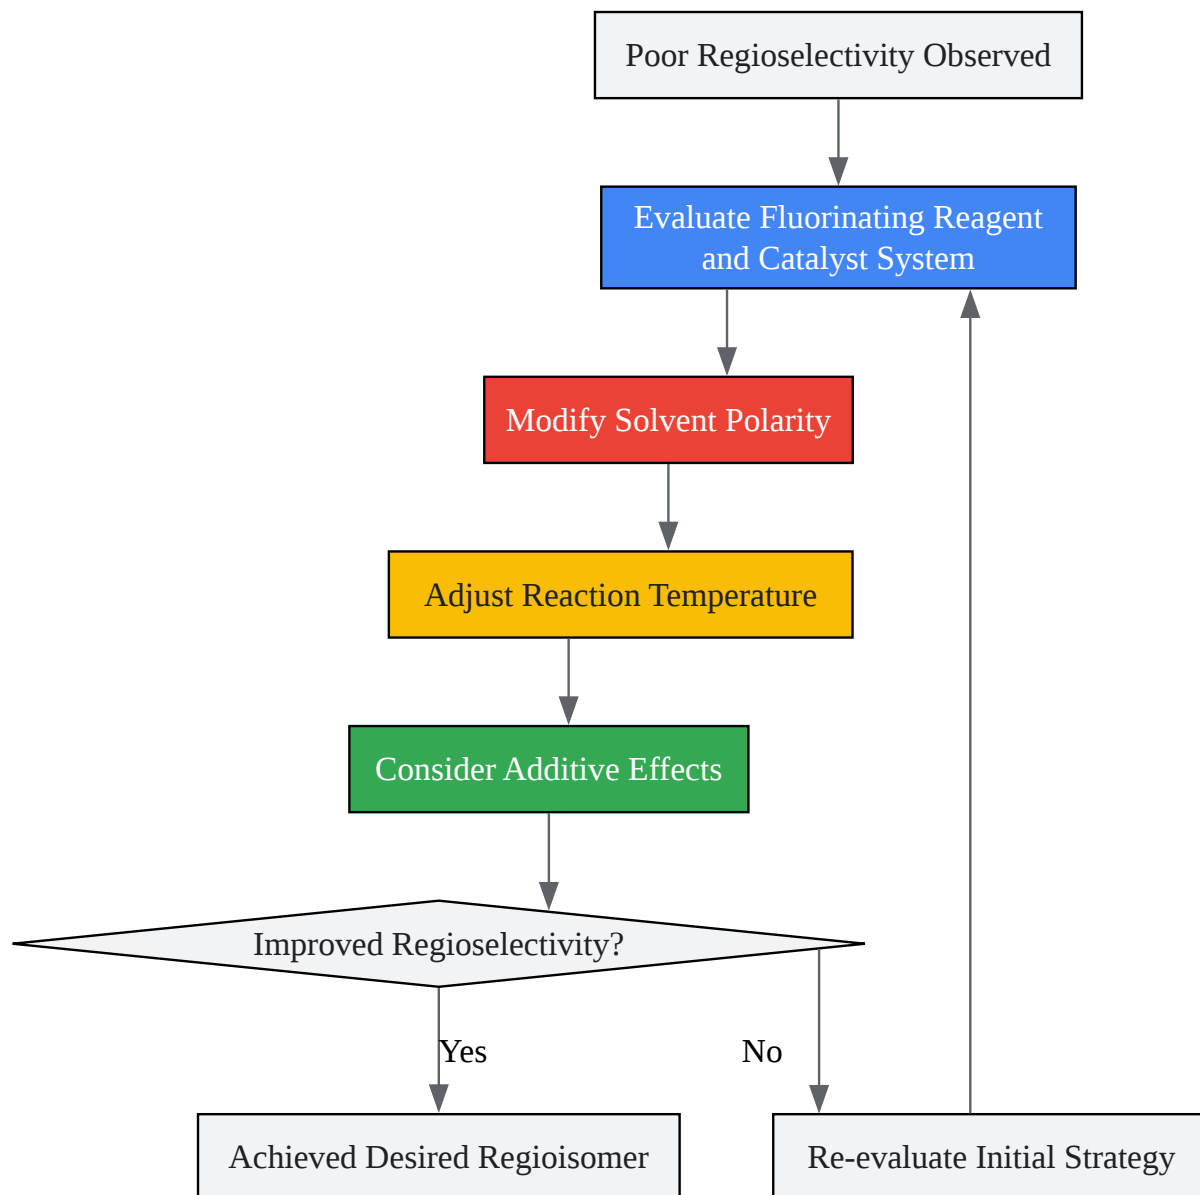 Poor Regioselectivity Observed
Evaluate Fluorinating Reagent
and Catalyst System
Modify Solvent Polarity
Adjust Reaction Temperature
Consider Additive Effects
Improved Regioselectivity?
Yes
No
Achieved Desired Regioisomer
Re-evaluate Initial Strategy